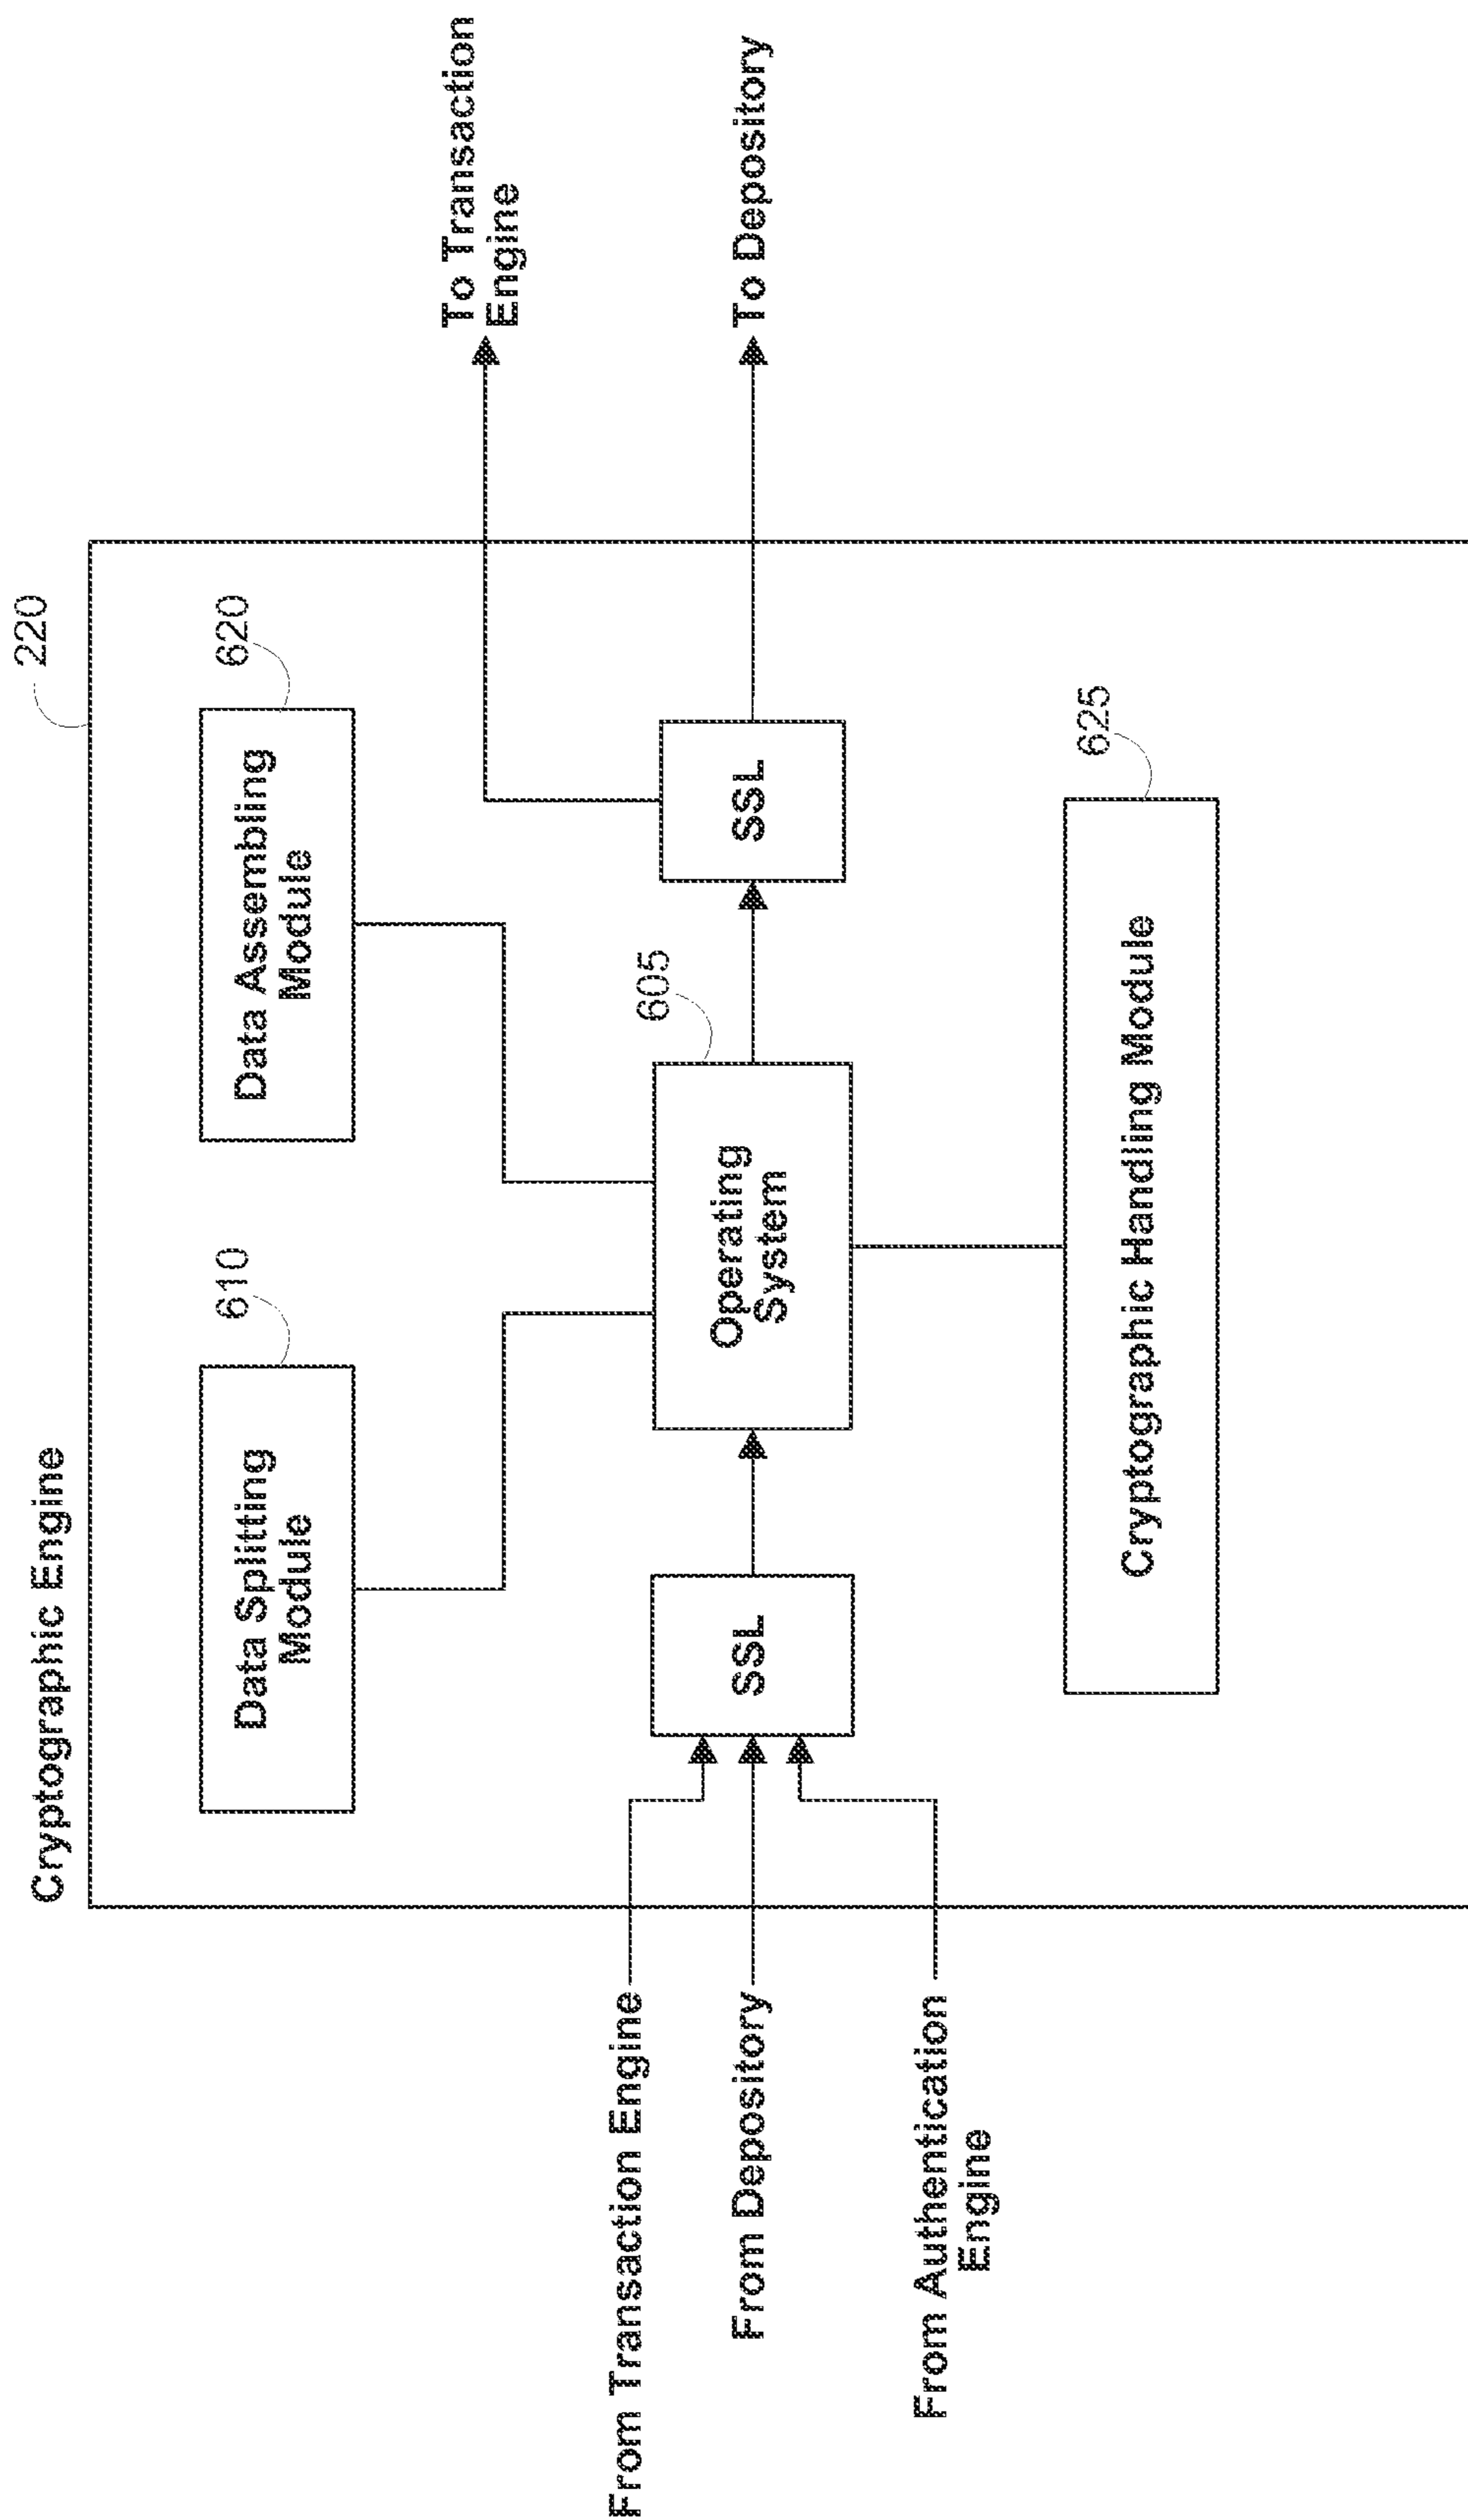 Cryptographic Engine
220
Data Splitting
Module
610
Data Assembling
Module
620
To Transaction
Engine
From Transaction Engine
From Depository
From Authentication
Engine
SSL
Operating
System
605
SSL
To Depository
Cryptographic Handling Module
625